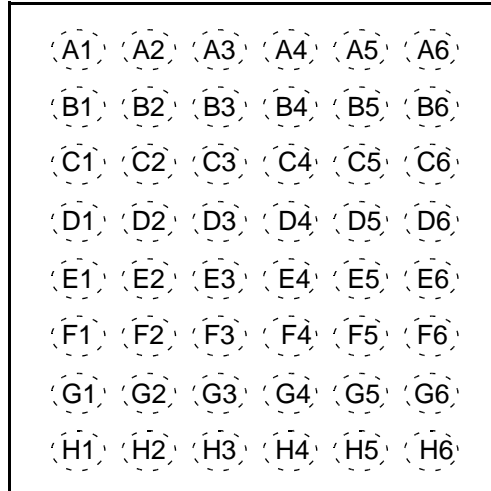 A1 A2 A3 A4 A5 A6
B1 B2 B3 B4 B5 B6
C1 C2 C3 C4 C5 C6
D1 D2 D3 D4 D5 D6
E1 E2 E3 E4 E5 E6
F1 F2 F3 F4 F5 F6
G1 G2 G3 G4 G5 G6
H1 H2 H3 H4 H5 H6